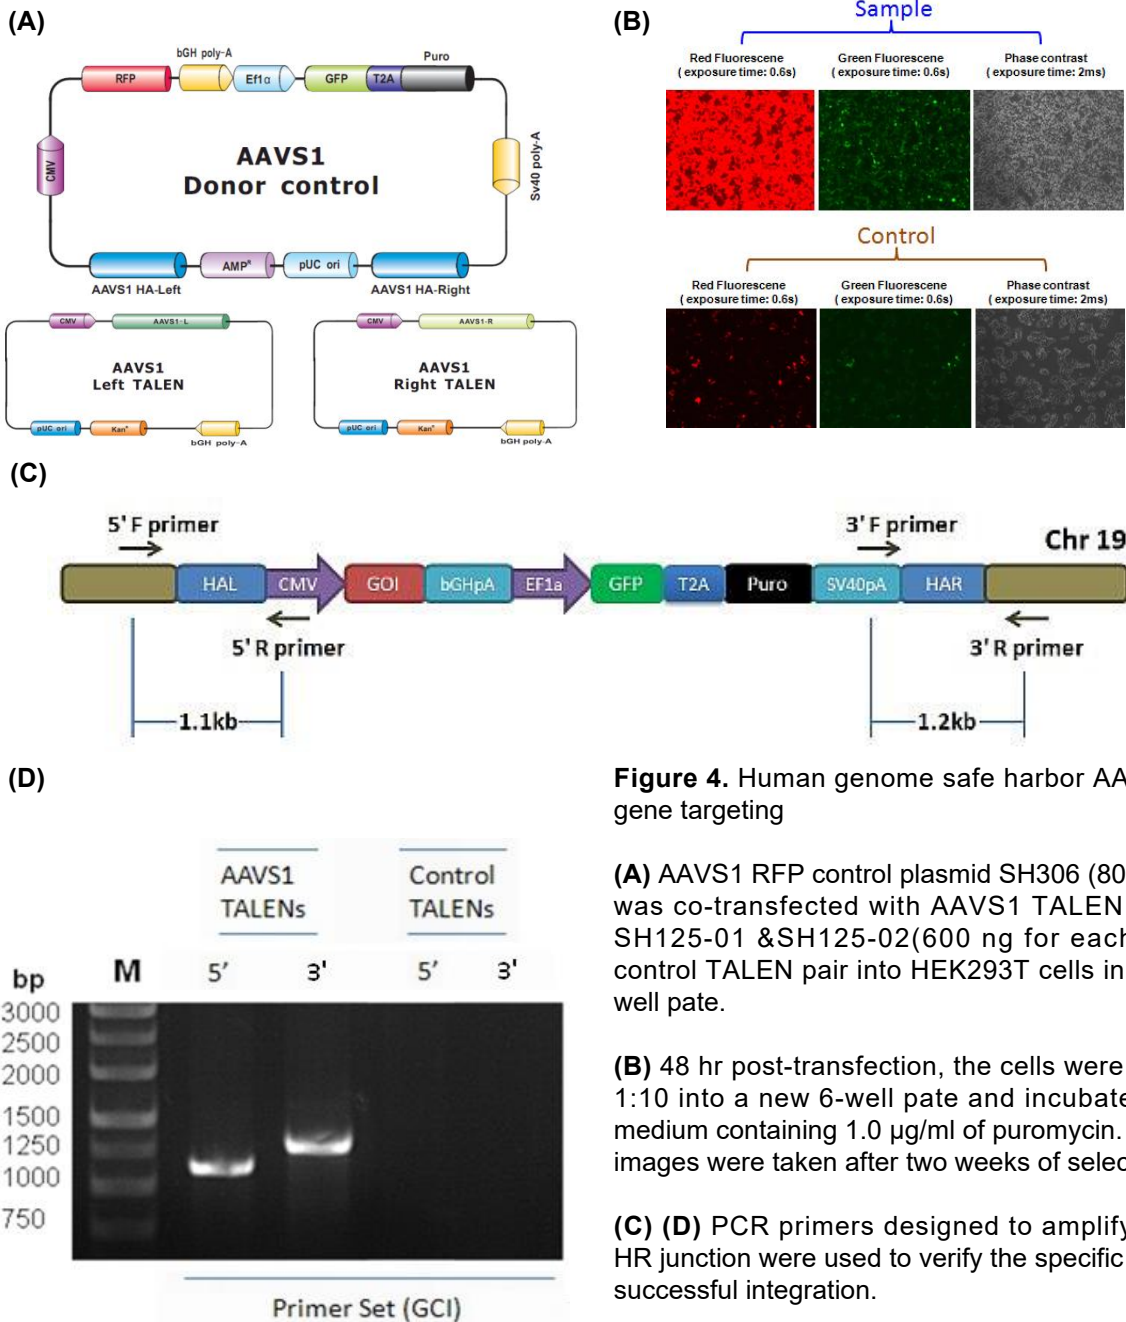 (A)
bGH poly-A
Puro
RFP
Ef1α
GFP
T2A
CMV
AAVS1
Donor control
Sv40 poly-A
AMPᴿ
pUC ori
AAVS1 HA-Left
AAVS1 HA-Right
CMV
AAVS1-L
AAVS1
Left TALEN
pUC ori
Kanᴿ
bGH poly-A
CMV
AAVS1-R
AAVS1
Right TALEN
pUC ori
Kanᴿ
bGH poly-A
(B)
Sample
Red Fluorescene
( exposure time: 0.6s)
Green Fluorescene
( exposure time: 0.6s)
Phase contrast
( exposure time: 2ms)
Control
Red Fluorescene
( exposure time: 0.6s)
Green Fluorescene
( exposure time: 0.6s)
Phase contrast
( exposure time: 2ms)
(C)
5' F primer
3' F primer
Chr 19
HAL CMV GOI bGHpA EF1a GFP T2A Puro SV40pA HAR
5' R primer
3' R primer
1.1kb
1.2kb
(D)
AAVS1
TALENs
Control
TALENs
bp M 5′ 3' 5′ 3'
3000
2500
2000
1500
1250
1000
750
Primer Set (GCI)
Figure 4. Human genome safe harbor AA
gene targeting
(A) AAVS1 RFP control plasmid SH306 (80
was co-transfected with AAVS1 TALEN
SH125-01 &SH125-02(600 ng for each
control TALEN pair into HEK293T cells in
well pate.
(B) 48 hr post-transfection, the cells were
1:10 into a new 6-well pate and incubate
medium containing 1.0 µg/ml of puromycin.
images were taken after two weeks of selec
(C) (D) PCR primers designed to amplify
HR junction were used to verify the specific
successful integration.